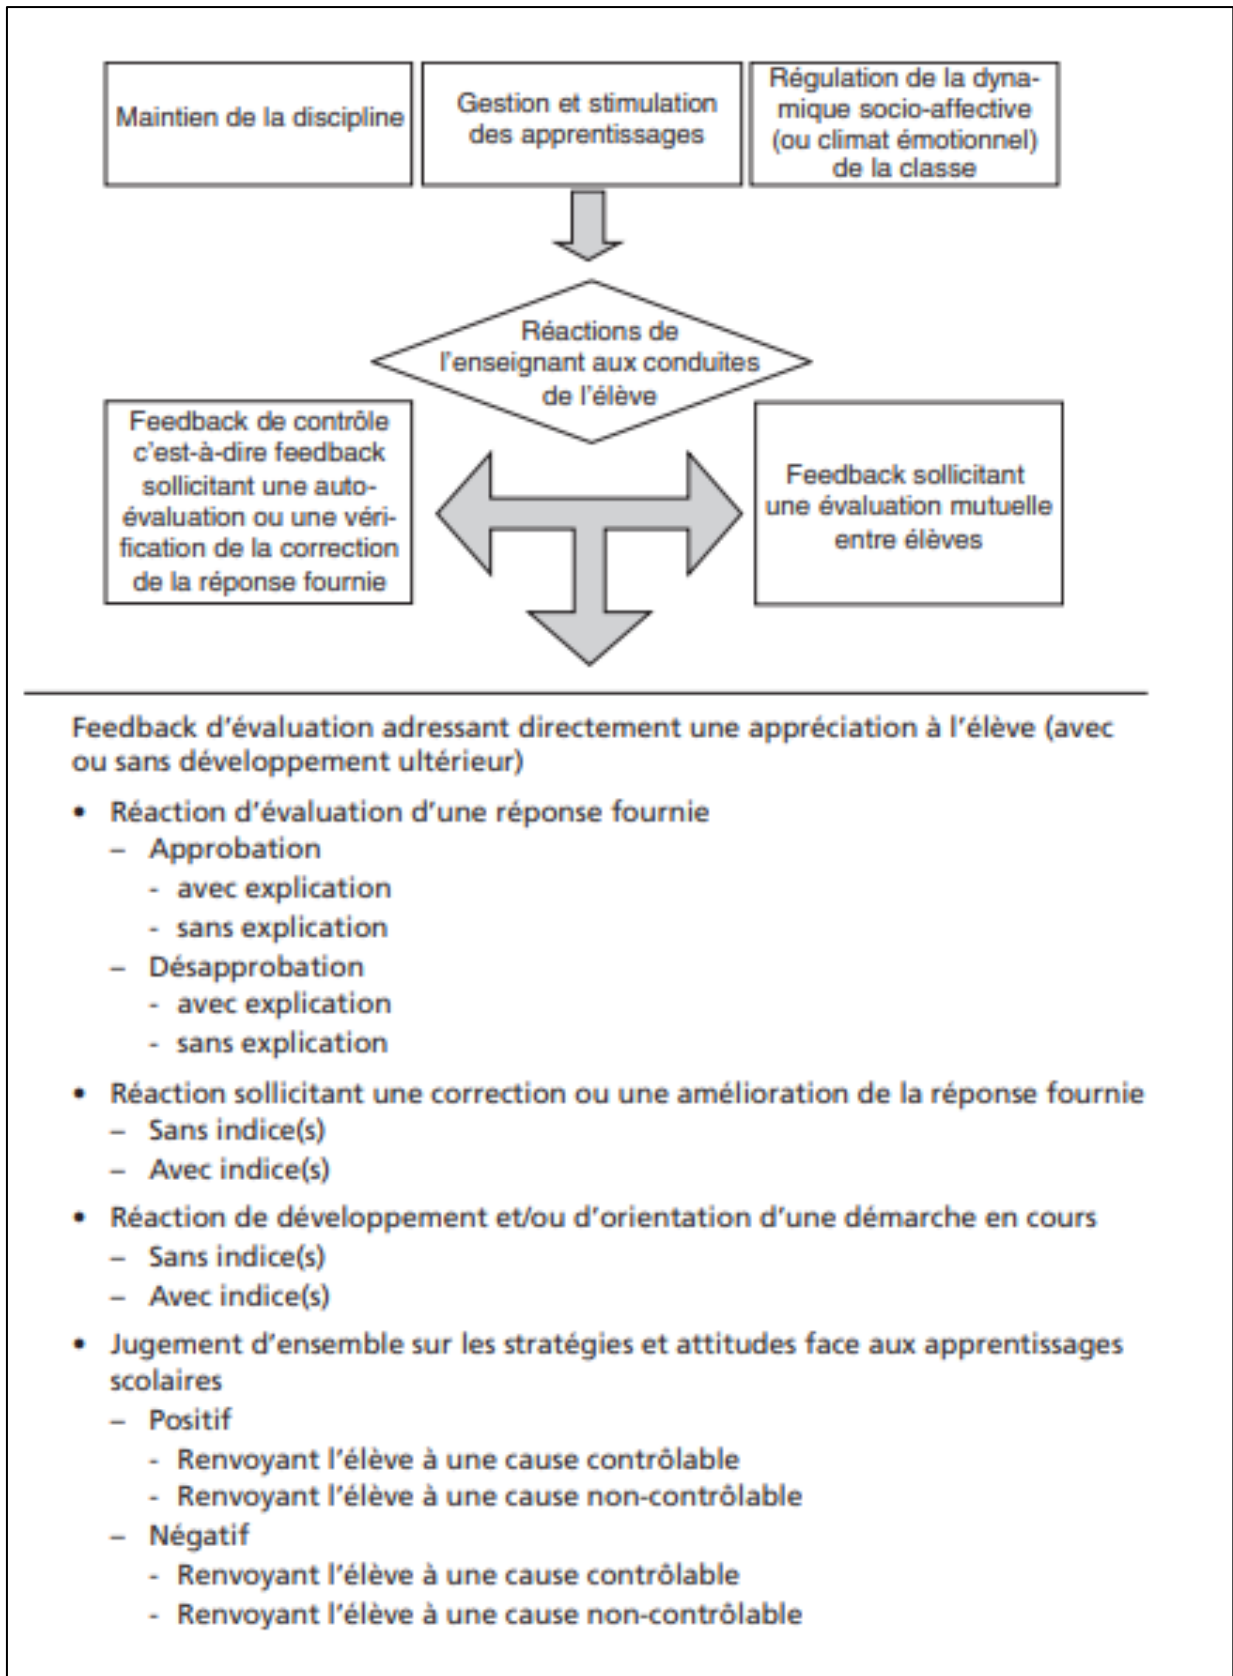 Maintien de la discipline
Gestion et stimulation
des apprentissages
Régulation de la dyna-
mique socio-affective
(ou climat émotionnel)
de la classe
Réactions de
l'enseignant aux conduites
de l'élève
Feedback de contrôle
c'est-à-dire feedback
sollicitant une auto-
évaluation ou une véri-
fication de la correction
de la réponse fournie
Feedback sollicitant
une évaluation mutuelle
entre élèves
Feedback d'évaluation adressant directement une appréciation à l'élève (avec
ou sans développement ultérieur)
• Réaction d'évaluation d'une réponse fournie
– Approbation
- avec explication
- sans explication
– Désapprobation
- avec explication
- sans explication
• Réaction sollicitant une correction ou une amélioration de la réponse fournie
– Sans indice(s)
– Avec indice(s)
• Réaction de développement et/ou d'orientation d'une démarche en cours
– Sans indice(s)
– Avec indice(s)
• Jugement d'ensemble sur les stratégies et attitudes face aux apprentissages
scolaires
– Positif
- Renvoyant l'élève à une cause contrôlable
- Renvoyant l'élève à une cause non-contrôlable
– Négatif
- Renvoyant l'élève à une cause contrôlable
- Renvoyant l'élève à une cause non-contrôlable